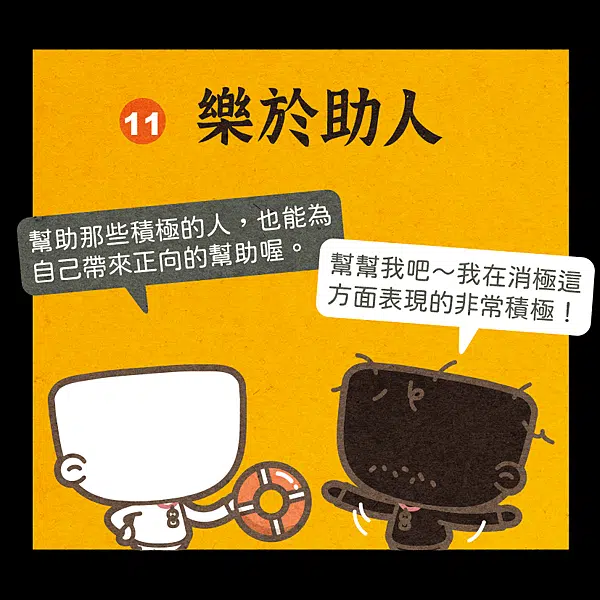 11 樂於助人
幫助那些積極的人，也能為
自己帶來正向的幫助喔。
幫幫我吧～我在消極這
方面表現的非常積極！